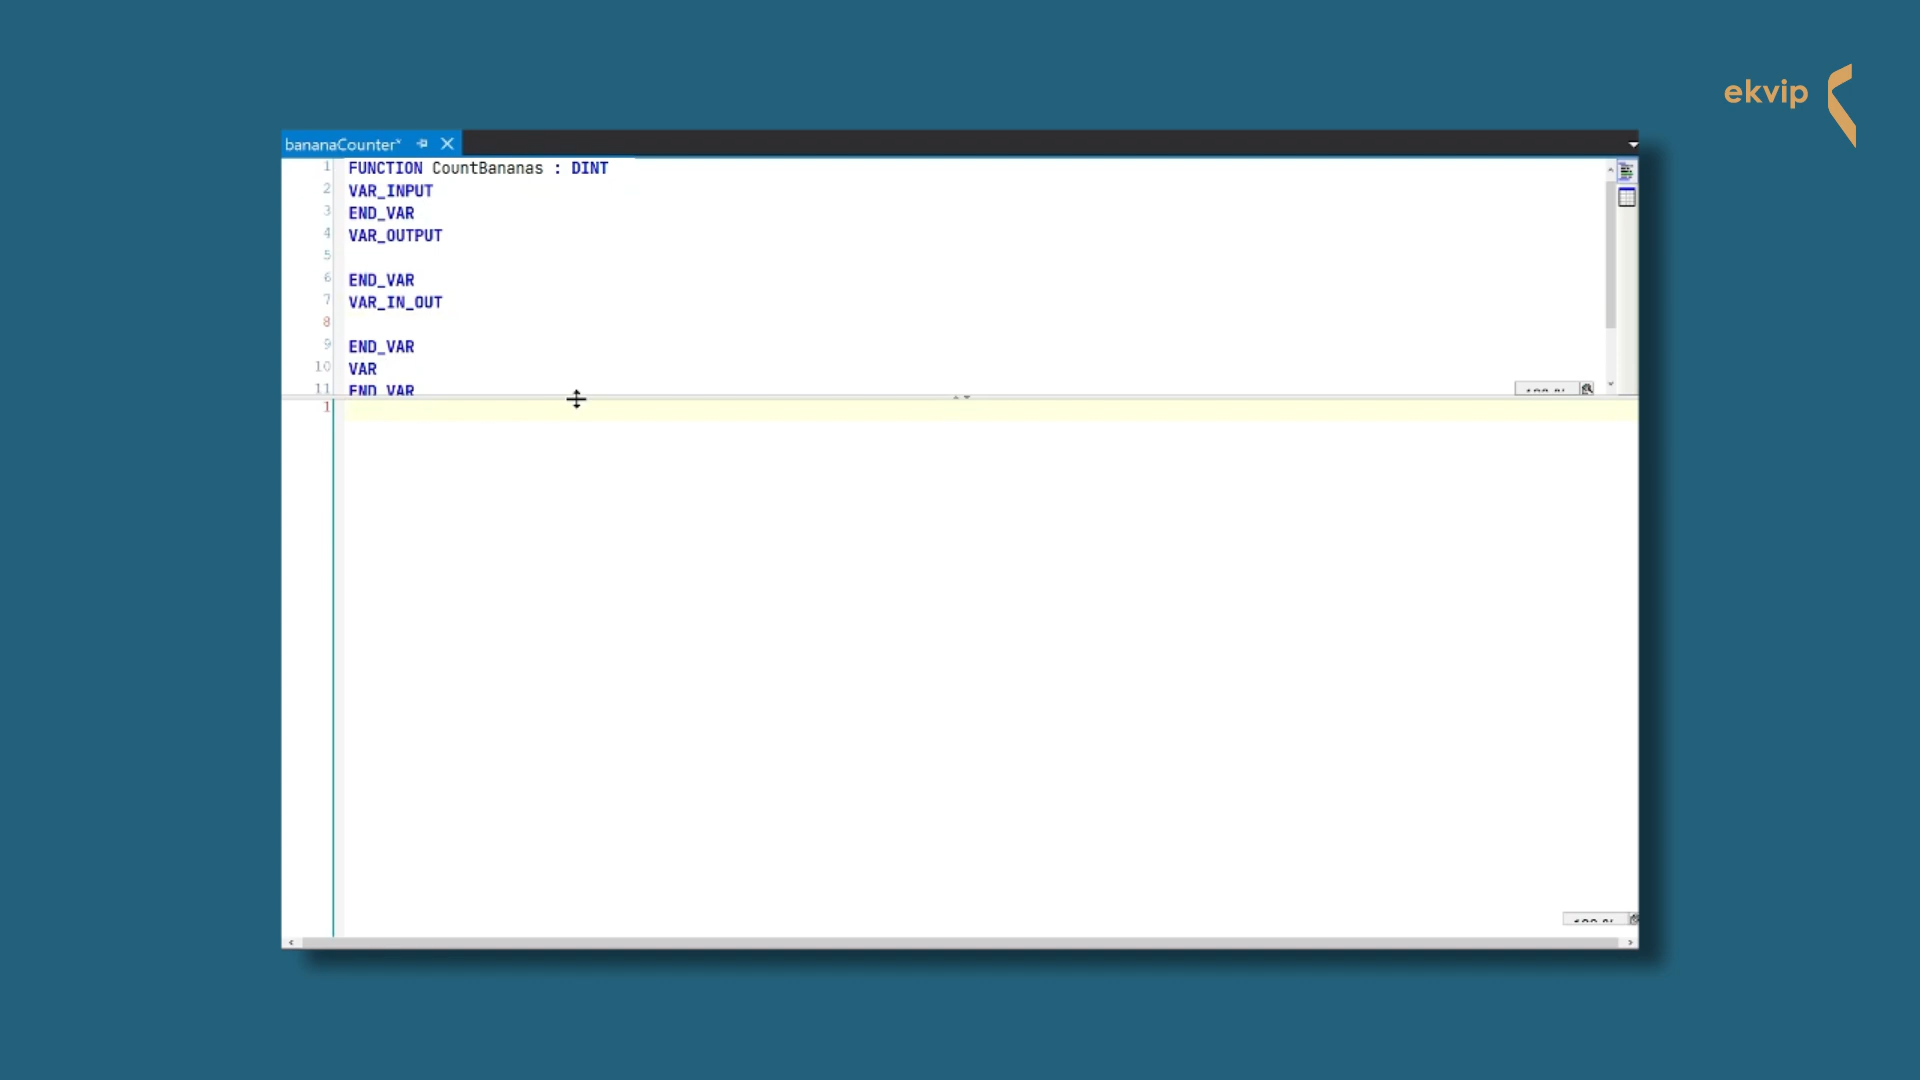 ekvip
bananaCounter*
1 FUNCTION CountBananas : DINT
2 VAR_INPUT
3 END_VAR
4 VAR_OUTPUT
5
6 END_VAR
7 VAR_IN_OUT
8
9 END_VAR
10 VAR
11 END_VAR
1